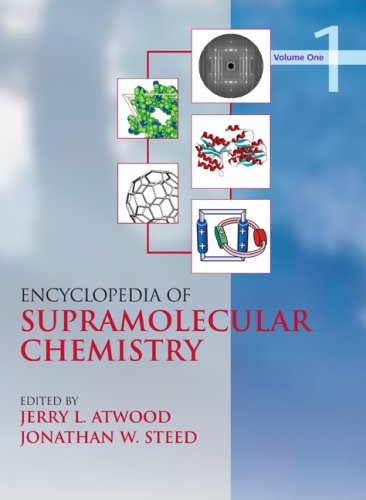 Volume One
1
ENCYCLOPEDIA OF
SUPRAMOLECULAR
CHEMISTRY
EDITED BY
JERRY L. ATWOOD
JONATHAN W. STEED